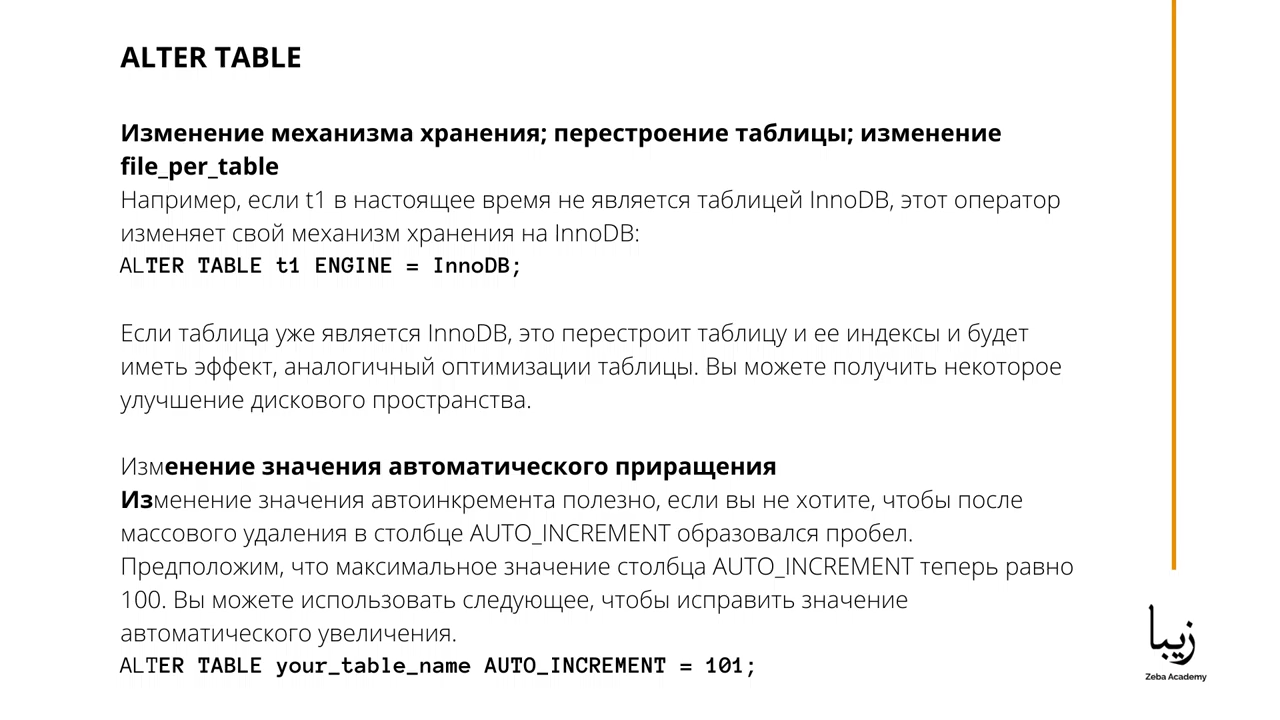 ALTER TABLE
Изменение механизма хранения; перестроение таблицы; изменение
file_per_table
Например, если t1 в настоящее время не является таблицей InnoDB, этот оператор
изменяет свой механизм хранения на InnoDB:
ALTER TABLE t1 ENGINE = InnoDB;
Если таблица уже является InnoDB, это перестроит таблицу и ее индексы и будет
иметь эффект, аналогичный оптимизации таблицы. Вы можете получить некоторое
улучшение дискового пространства.
Изменение значения автоматического приращения
Изменение значения автоинкремента полезно, если вы не хотите, чтобы после
массового удаления в столбце AUTO_INCREMENT образовался пробел.
Предположим, что максимальное значение столбца AUTO_INCREMENT теперь равно
100. Вы можете использовать следующее, чтобы исправить значение
автоматического увеличения.
ALTER TABLE your_table_name AUTO_INCREMENT = 101;
زیبا
Zeba Academy